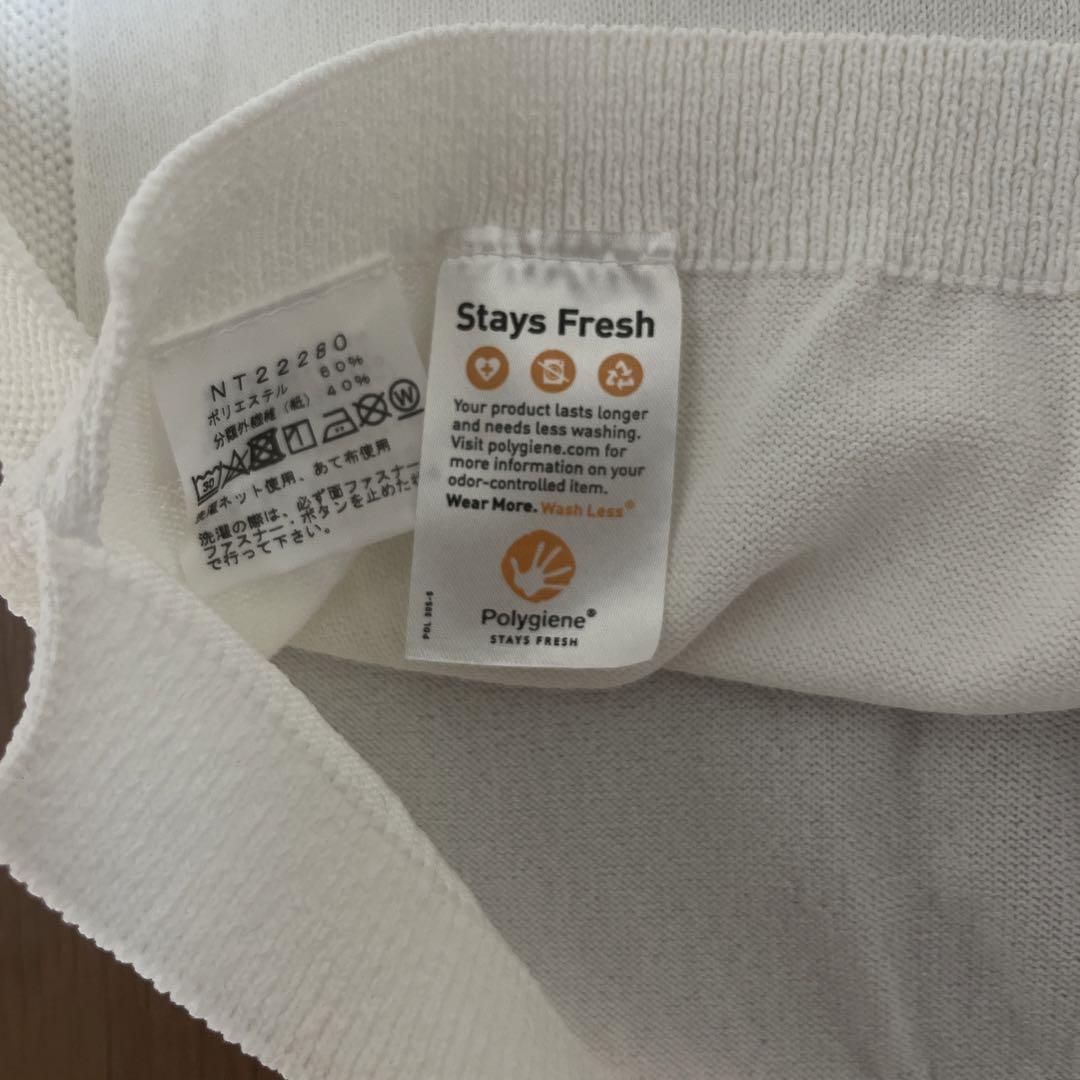 NT22280
ポリエステル 60%
分類外繊維(紙) 40%
30
W
洗濯ネット使用、あて布使用
洗濯の際は、必ず面ファスナー
ファスナー・ボタンを止めた状
で行って下さい。
Stays Fresh
Your product lasts longer
and needs less washing.
Visit polygiene.com for
more information on your
odor-controlled item.
Wear More. Wash Less®
Polygiene®
STAYS FRESH